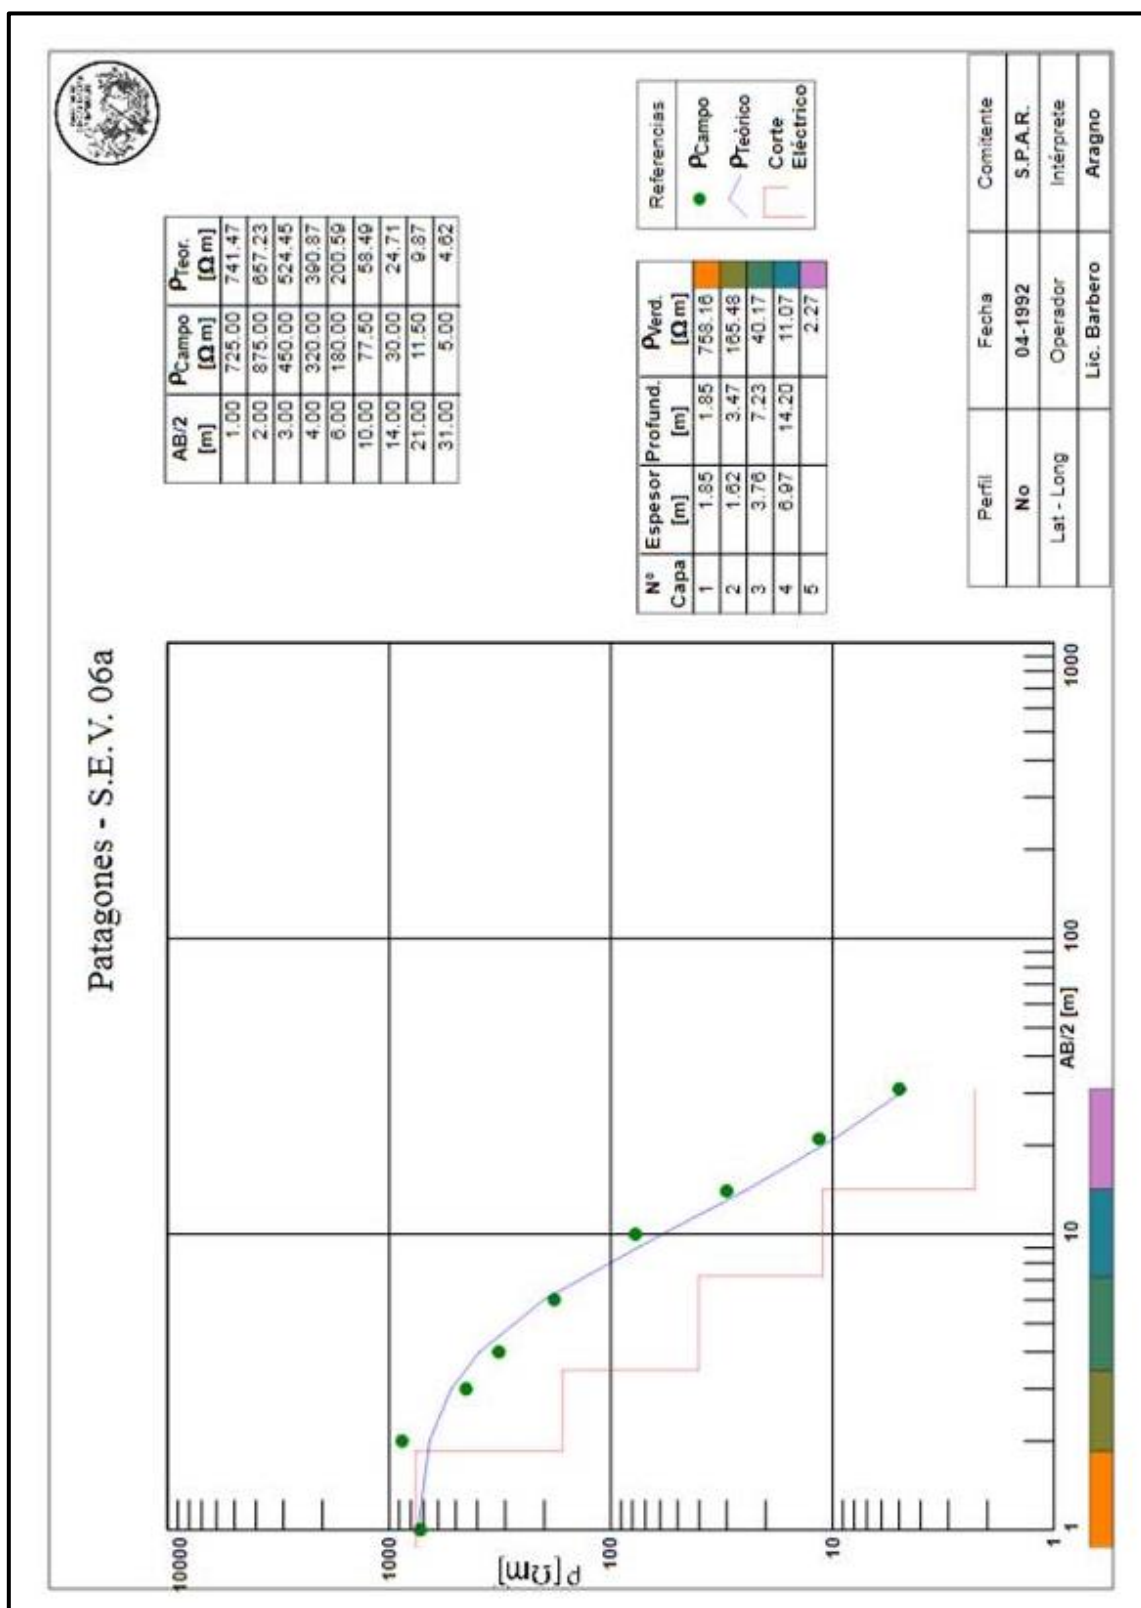 Patagones - S.E.V. 06a
ρ [Ωm]
10000
1000
100
10
1
1
10
100
1000
AB/2 [m]
AB/2 ρCampo ρTeor.
[m] [Ωm] [Ωm]
1.00 725.00 741.47
2.00 875.00 657.23
3.00 450.00 524.45
4.00 320.00 390.87
6.00 180.00 200.59
10.00 77.50 58.49
14.00 30.00 24.71
21.00 11.50 9.87
31.00 5.00 4.62
Nº Espesor Profund. ρVerd.
Capa [m] [m] [Ωm]
1 1.85 1.85 758.16
2 1.62 3.47 165.48
3 3.76 7.23 40.17
4 6.97 14.20 11.07
5 2.27
Referencias
ρCampo
ρTeórico
Corte
Eléctrico
Perfil Fecha Comitente
No 04-1992 S.P.A.R.
Lat - Long Operador Intérprete
Lic. Barbero Aragno